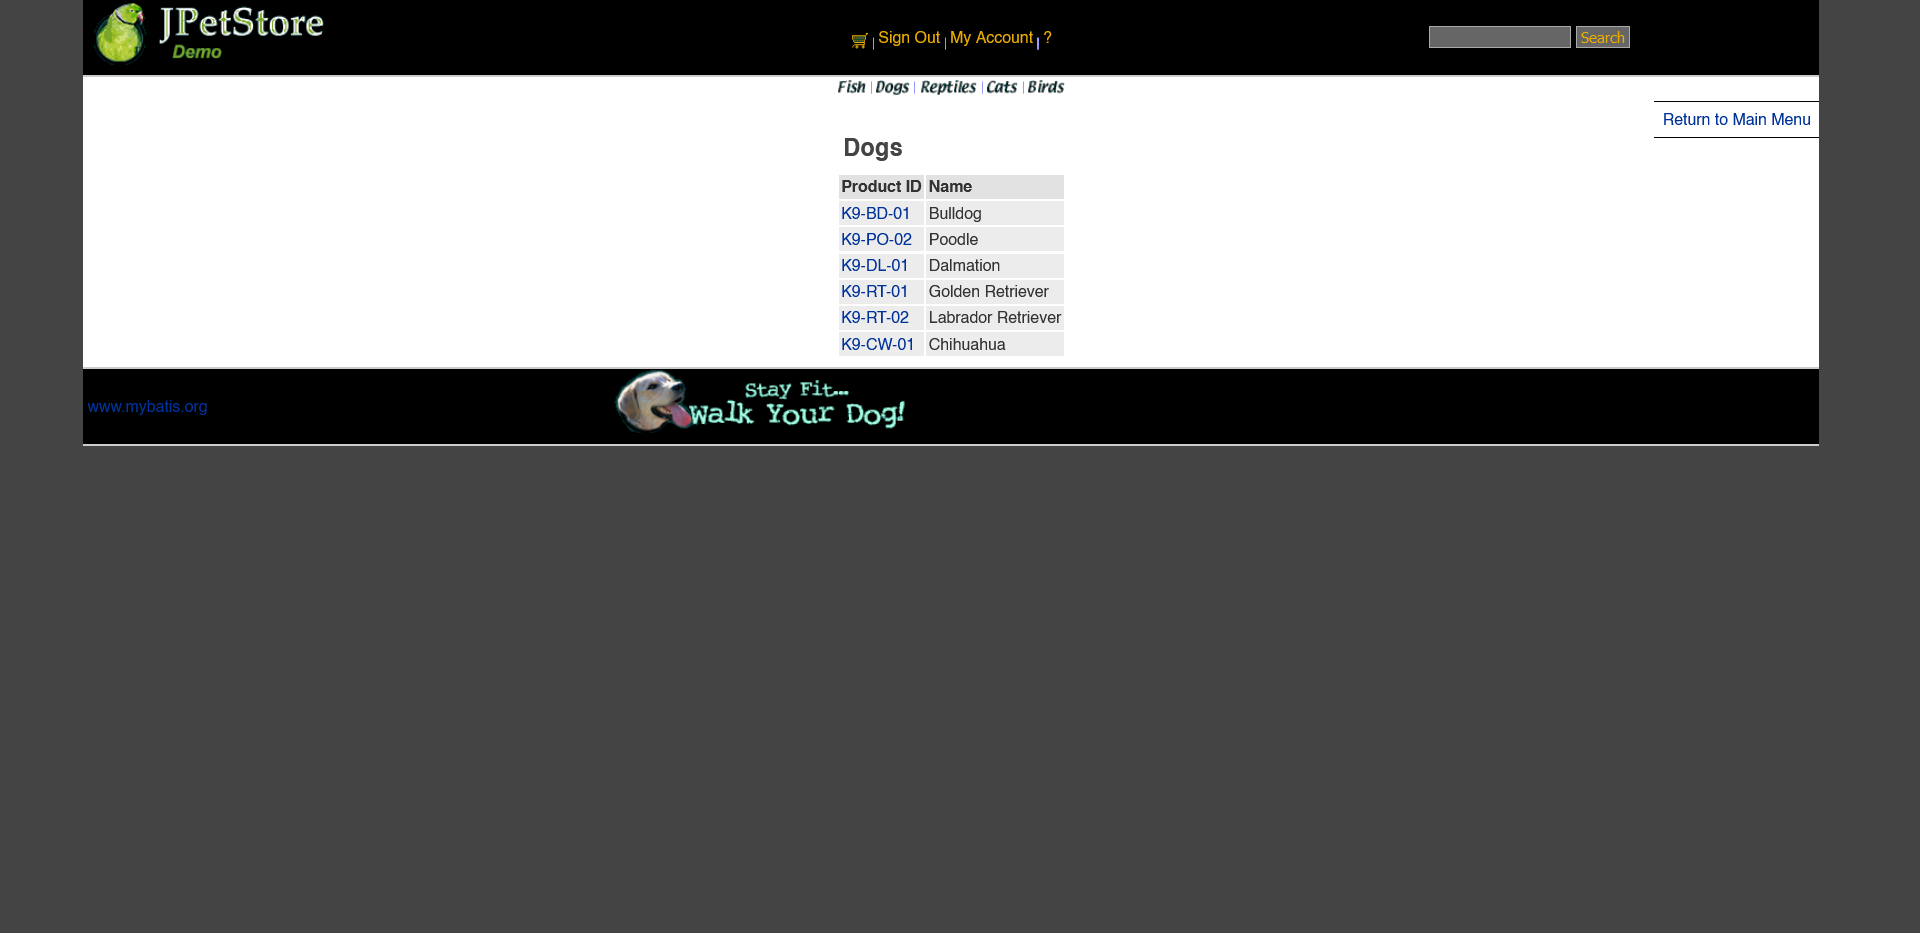 JPetStore
Demo
Sign Out My Account ?
Search
Fish Dogs Reptiles Cats Birds
Return to Main Menu
Dogs
Product ID Name
K9-BD-01 Bulldog
K9-PO-02 Poodle
K9-DL-01 Dalmation
K9-RT-01 Golden Retriever
K9-RT-02 Labrador Retriever
K9-CW-01 Chihuahua
www.mybatis.org
Stay Fit...
Walk Your Dog!